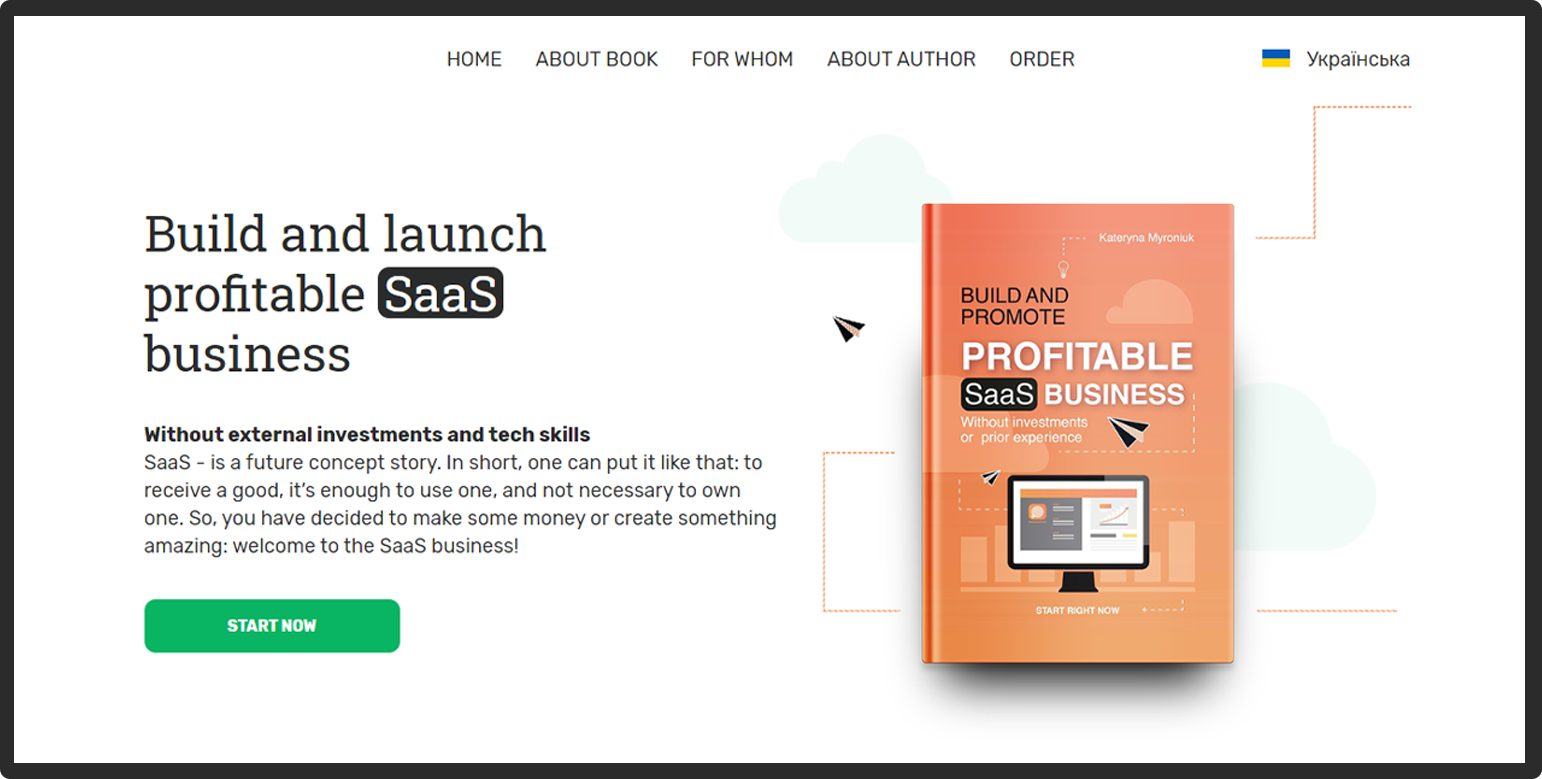 HOME ABOUT BOOK FOR WHOM ABOUT AUTHOR ORDER Українська
Build and launch
profitable SaaS
business
Without external investments and tech skills
SaaS - is a future concept story. In short, one can put it like that: to
receive a good, it’s enough to use one, and not necessary to own
one. So, you have decided to make some money or create something
amazing: welcome to the SaaS business!
START NOW
Kateryna Myroniuk
BUILD AND
PROMOTE
PROFITABLE
SaaS BUSINESS
Without investments
or prior experience
START RIGHT NOW